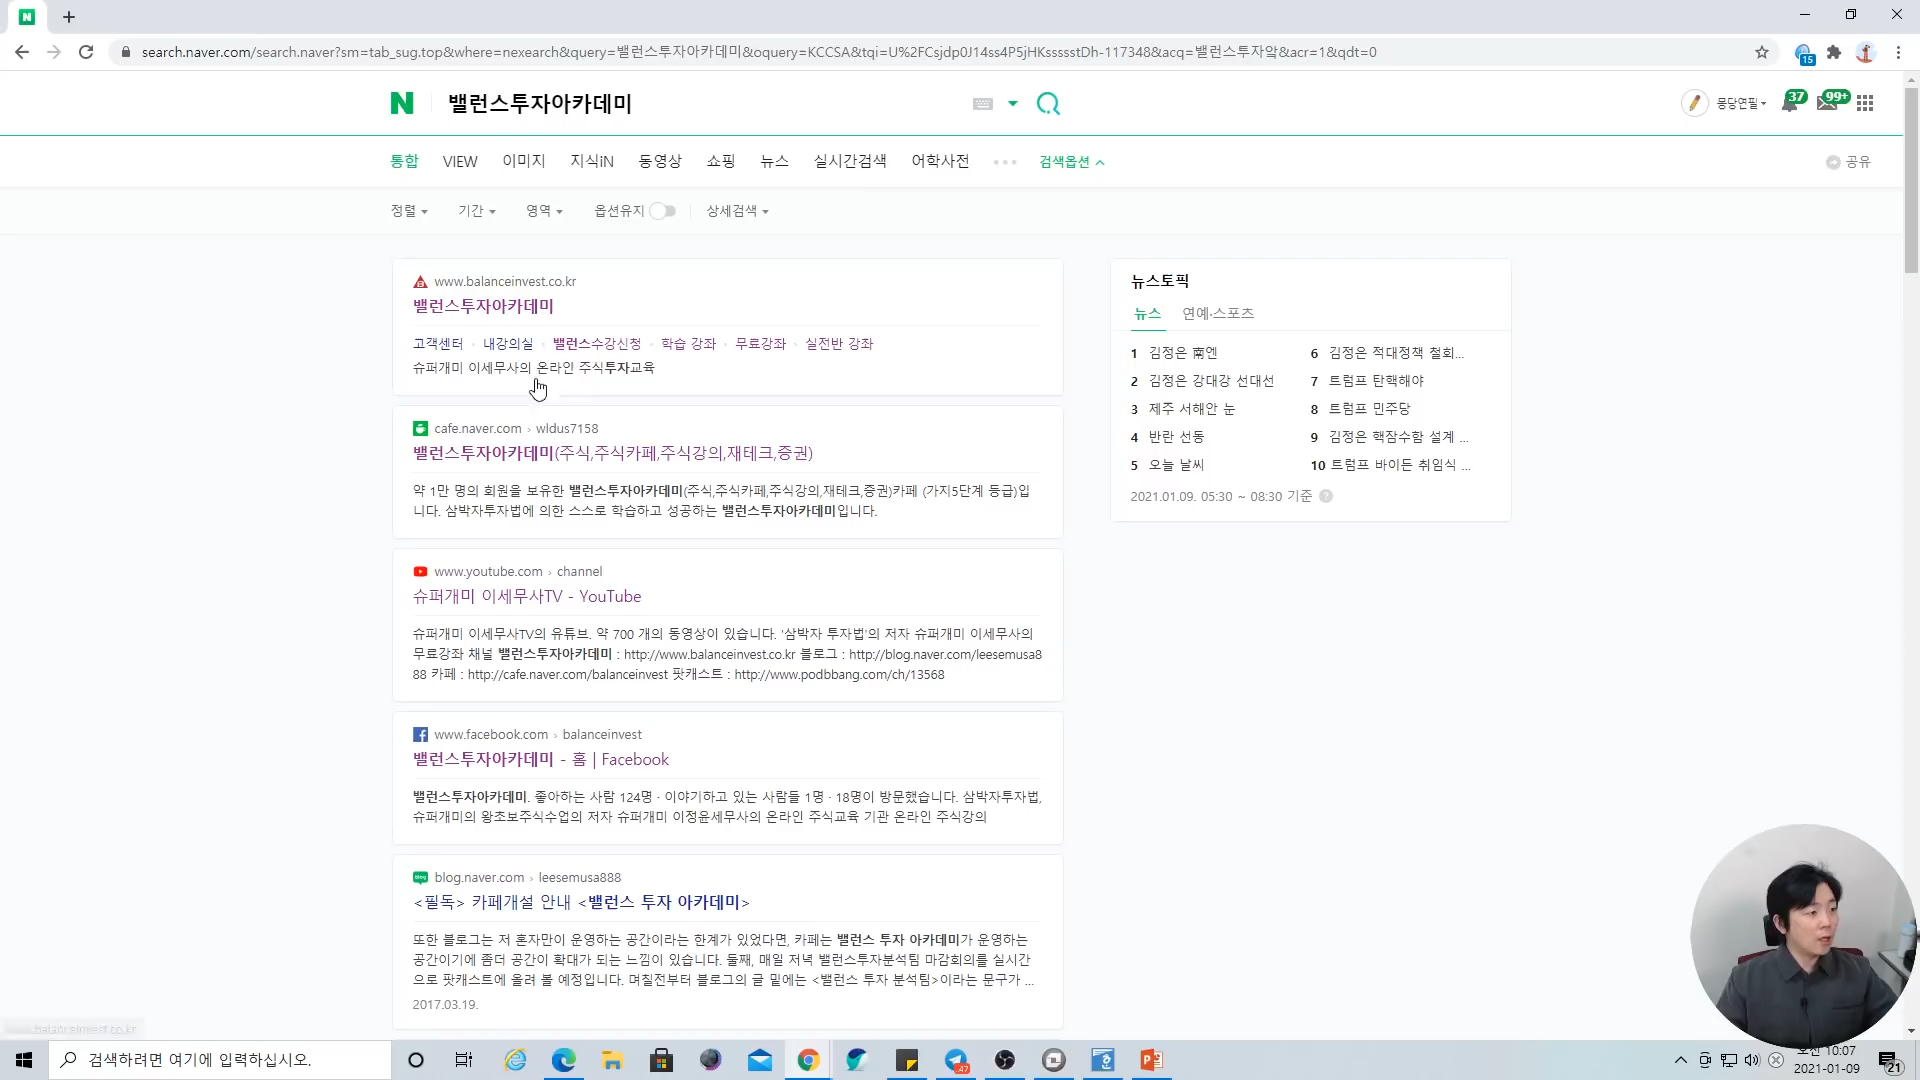 search.naver.com/search.naver?sm=tab_sug.top&where=nexearch&query=밸런스투자아카데미&oquery=KCCSA&tqi=U%2FCsjdp0J14ss4P5jHKssssstDh-117348&acq=밸런스투자앜&acr=1&qdt=0
15
N 밸런스투자아카데미
몽당연필
37
99+
통합 VIEW 이미지 지식iN 동영상 쇼핑 뉴스 실시간검색 어학사전 검색옵션
공유
정렬 기간 영역 옵션유지 상세검색
www.balanceinvest.co.kr
밸런스투자아카데미
고객센터 · 내강의실 · 밸런스수강신청 · 학습 강좌 · 무료강좌 · 실전반 강좌
슈퍼개미 이세무사의 온라인 주식투자교육
cafe.naver.com › wldus7158
밸런스투자아카데미(주식,주식카페,주식강의,재테크,증권)
약 1만 명의 회원을 보유한 밸런스투자아카데미(주식,주식카페,주식강의,재테크,증권)카페 (가지5단계 등급)입
니다. 삼박자투자법에 의한 스스로 학습하고 성공하는 밸런스투자아카데미입니다.
www.youtube.com › channel
슈퍼개미 이세무사TV - YouTube
슈퍼개미 이세무사TV의 유튜브. 약 700 개의 동영상이 있습니다. '삼박자 투자법'의 저자 슈퍼개미 이세무사의
무료강좌 채널 밸런스투자아카데미 : http://www.balanceinvest.co.kr 블로그 : http://blog.naver.com/leesemusa8
88 카페 : http://cafe.naver.com/balanceinvest 팟캐스트 : http://www.podbbang.com/ch/13568
www.facebook.com › balanceinvest
밸런스투자아카데미 - 홈 | Facebook
밸런스투자아카데미. 좋아하는 사람 124명 · 이야기하고 있는 사람들 1명 · 18명이 방문했습니다. 삼박자투자법,
슈퍼개미의 왕초보주식수업의 저자 슈퍼개미 이정윤세무사의 온라인 주식교육 기관 온라인 주식강의
blog.naver.com › leesemusa888
<필독> 카페개설 안내 <밸런스 투자 아카데미>
또한 블로그는 저 혼자만이 운영하는 공간이라는 한계가 있었다면, 카페는 밸런스 투자 아카데미가 운영하는
공간이기에 좀더 공간이 확대가 되는 느낌이 있습니다. 둘째, 매일 저녁 밸런스투자분석팀 마감회의를 실시간
으로 팟캐스트에 올려 볼 예정입니다. 며칠전부터 블로그의 글 밑에는 <밸런스 투자 분석팀>이라는 문구가 ...
2017.03.19.
뉴스토픽
뉴스 연예·스포츠
1 김정은 南엔
2 김정은 강대강 선대선
3 제주 서해안 눈
4 반란 선동
5 오늘 날씨
6 김정은 적대정책 철회...
7 트럼프 탄핵해야
8 트럼프 민주당
9 김정은 핵잠수함 설계 ...
10 트럼프 바이든 취임식 ...
2021.01.09. 05:30 ~ 08:30 기준
검색하려면 여기에 입력하십시오.
47
오전 10:07
2021-01-09
21